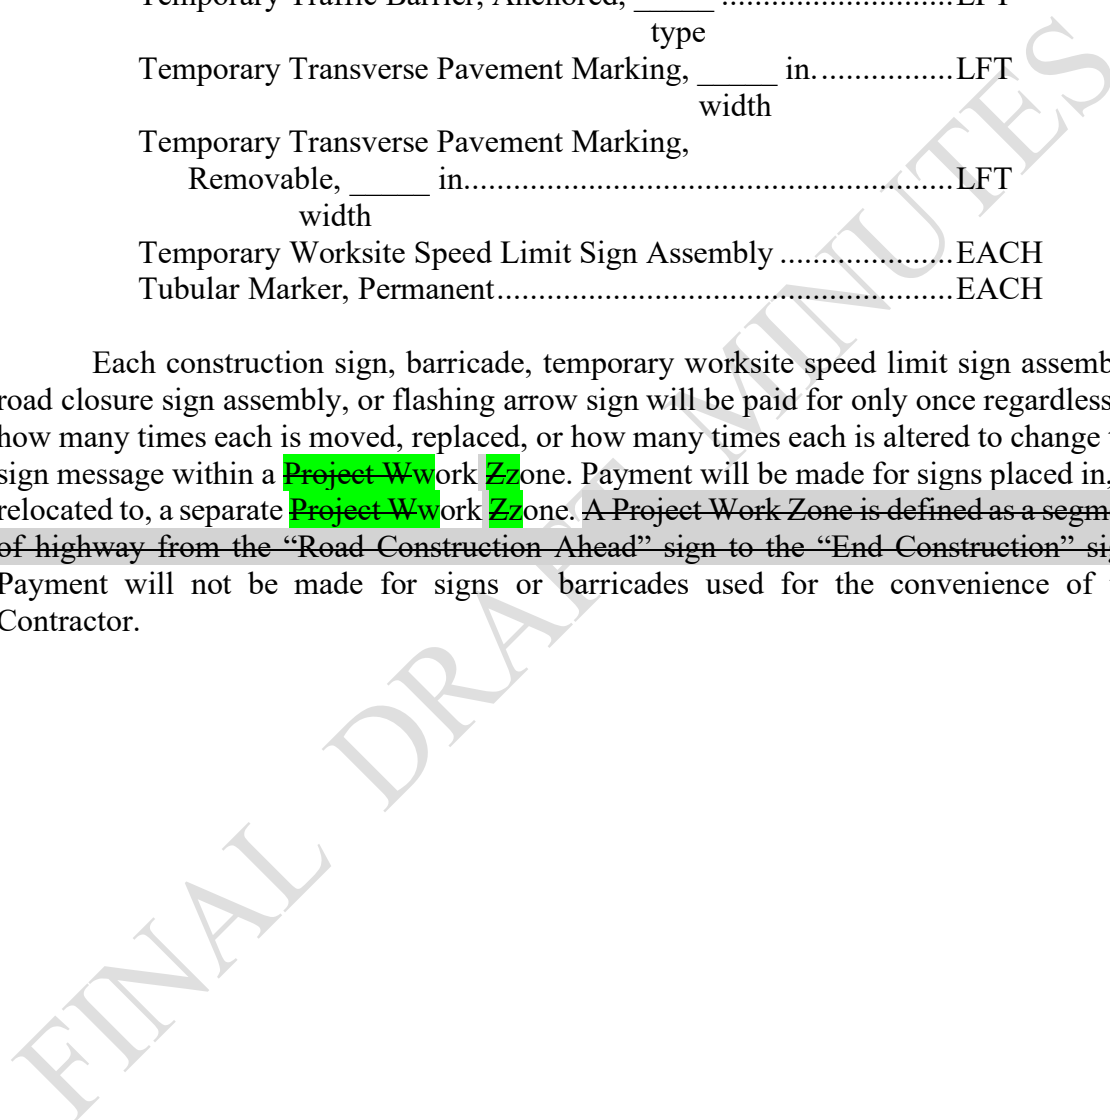 Temporary Traffic Barrier, Anchored, _____ ............................LFT
type
Temporary Transverse Pavement Marking, _____ in.................LFT
width
Temporary Transverse Pavement Marking,
Removable, _____ in...........................................................LFT
width
Temporary Worksite Speed Limit Sign Assembly .....................EACH
Tubular Marker, Permanent.......................................................EACH
Each construction sign, barricade, temporary worksite speed limit sign assemb
road closure sign assembly, or flashing arrow sign will be paid for only once regardless
how many times each is moved, replaced, or how many times each is altered to change
sign message within a Project Wwork Zzone. Payment will be made for signs placed in,
relocated to, a separate Project Wwork Zzone. A Project Work Zone is defined as a segm
of highway from the “Road Construction Ahead” sign to the “End Construction” sig
Payment will not be made for signs or barricades used for the convenience of
Contractor.
FINAL DRAFT MINUTES